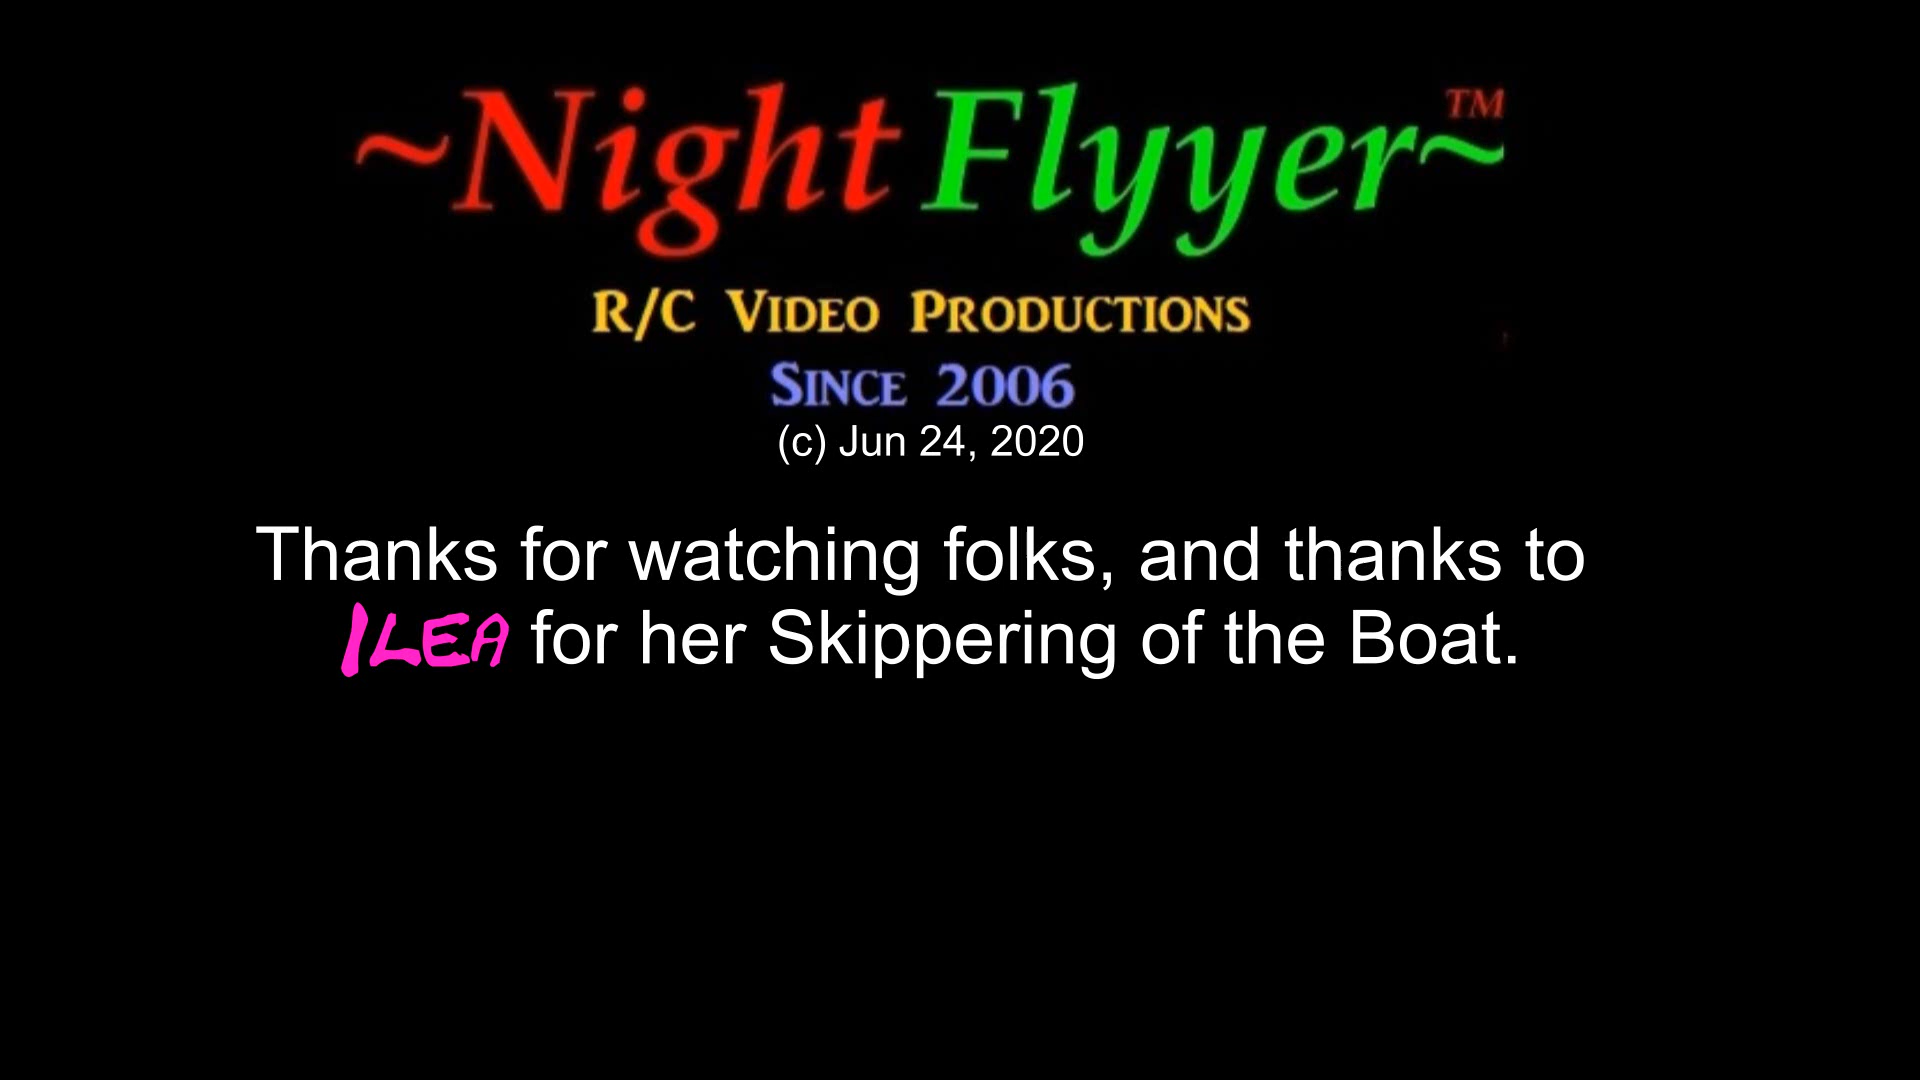 ~Night Flyyer~™
R/C Video Productions
Since 2006
(c) Jun 24, 2020
Thanks for watching folks, and thanks to
ILEA for her Skippering of the Boat.